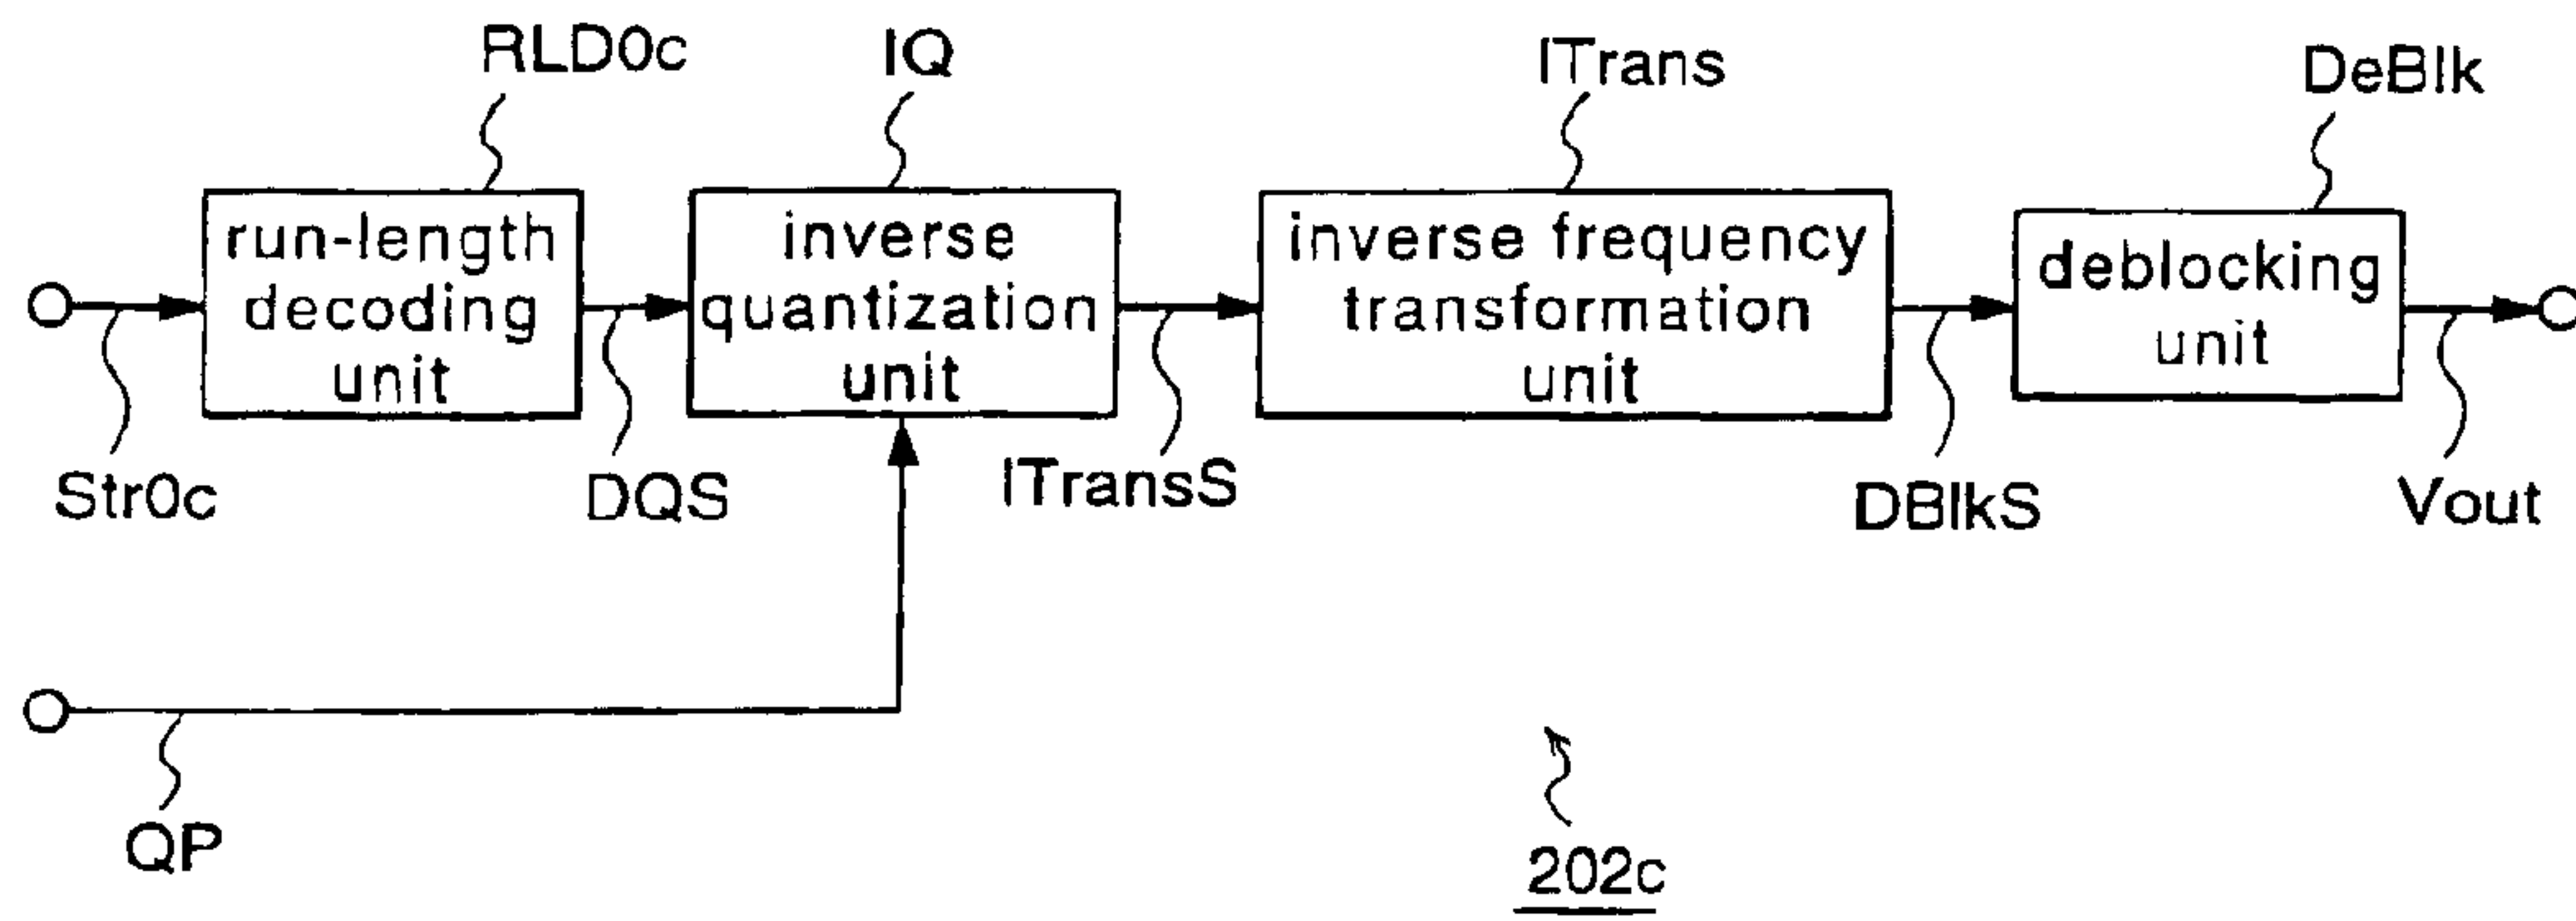 RLD0c
IQ
ITrans
DeBlk
run-length
decoding
unit
inverse
quantization
unit
inverse frequency
transformation
unit
deblocking
unit
Str0c
DQS
ITransS
DBlkS
Vout
QP
202c